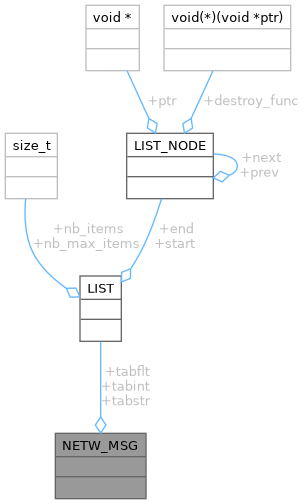 void *
void(*)(void *ptr)
+ptr
+destroy_func
size_t
LIST_NODE
+next
+prev
+nb_items
+nb_max_items
+end
+start
LIST
+tabflt
+tabint
+tabstr
NETW_MSG